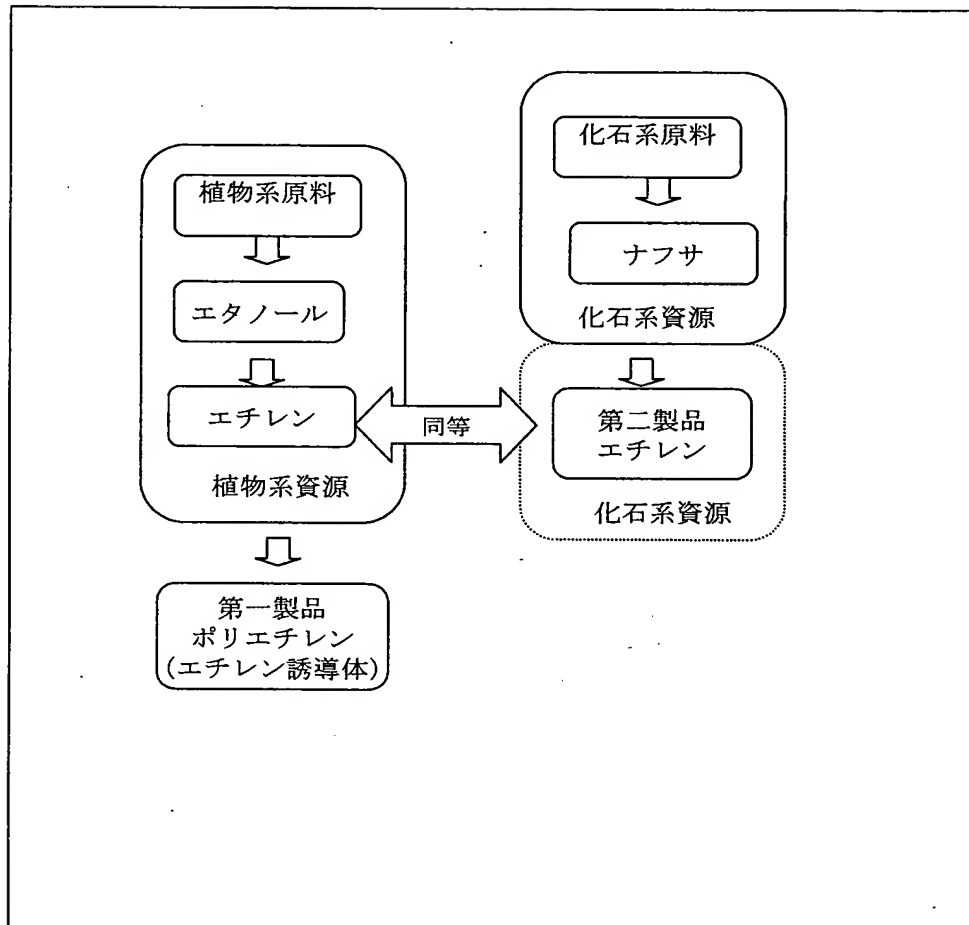 植物系原料
エタノール
エチレン
植物系資源
第一製品
ポリエチレン
(エチレン誘導体)
同等
化石系原料
ナフサ
化石系資源
第二製品
エチレン
化石系資源